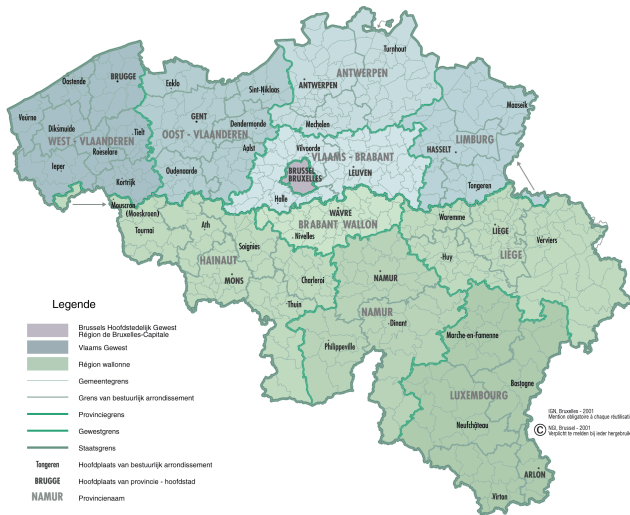 Turnhout
ANTWERPEN
Oostende
BRUGGE
Eeklo
Sint-Niklaas
ANTWERPEN
Maaseik
Veurne
GENT
Diksmuide
Tielt
OOST - VLAANDEREN
Dendermonde
Mechelen
WEST - VLAANDEREN
Roeselare
Aalst
Vilvoorde
VLAAMS - BRABANT
HASSELT
LIMBURG
Ieper
Oudenaarde
BRUSSEL
BRUXELLES
LEUVEN
Kortrijk
Halle
Tongeren
Mouscron
(Moeskroen)
WAVRE
BRABANT WALLON
Waremme
Tournai
Ath
Nivelles
LIÈGE
Verviers
Soignies
Huy
LIÈGE
HAINAUT
MONS
Charleroi
NAMUR
Thuin
NAMUR
Dinant
Philippeville
Marche-en-Famenne
Bastogne
LUXEMBOURG
Neufchâteau
ARLON
Virton
Legende
Brussels Hoofdstedelijk Gewest
Région de Bruxelles-Capitale
Vlaams Gewest
Région wallonne
Gemeentegrens
Grens van bestuurlijk arrondissement
Provinciegrens
Gewestgrens
Staatsgrens
Tongeren Hoofdplaats van bestuurlijk arrondissement
BRUGGE Hoofdplaats van provincie - hoofdstad
NAMUR Provincienaam
IGN, Bruxelles - 2001
Mention obligatoire à chaque réutilisati
© NGI, Brussel - 2001
Verplicht te melden bij ieder hergebruik